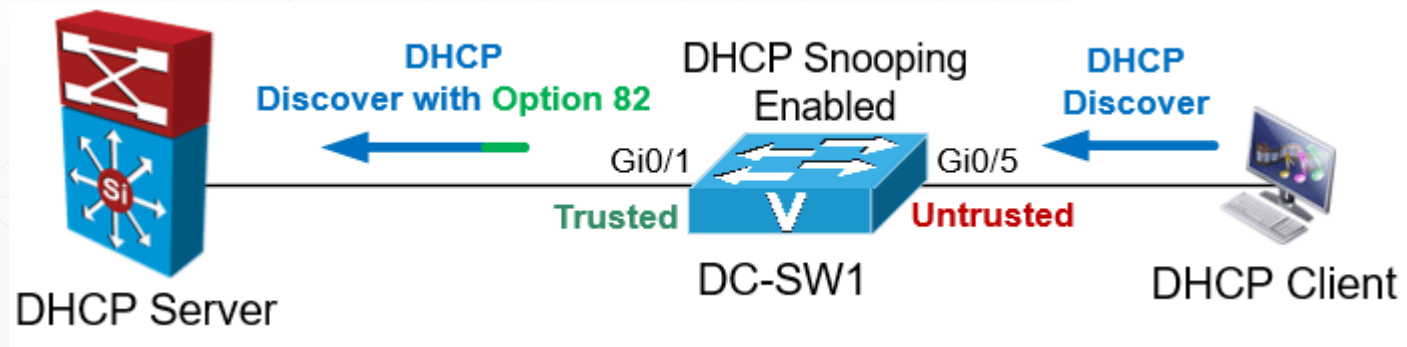 DHCP
Discover with Option 82
DHCP Snooping
Enabled
DHCP
Discover
Gi0/1
Gi0/5
Si
Trusted
V
Untrusted
DC-SW1
DHCP Client
DHCP Server